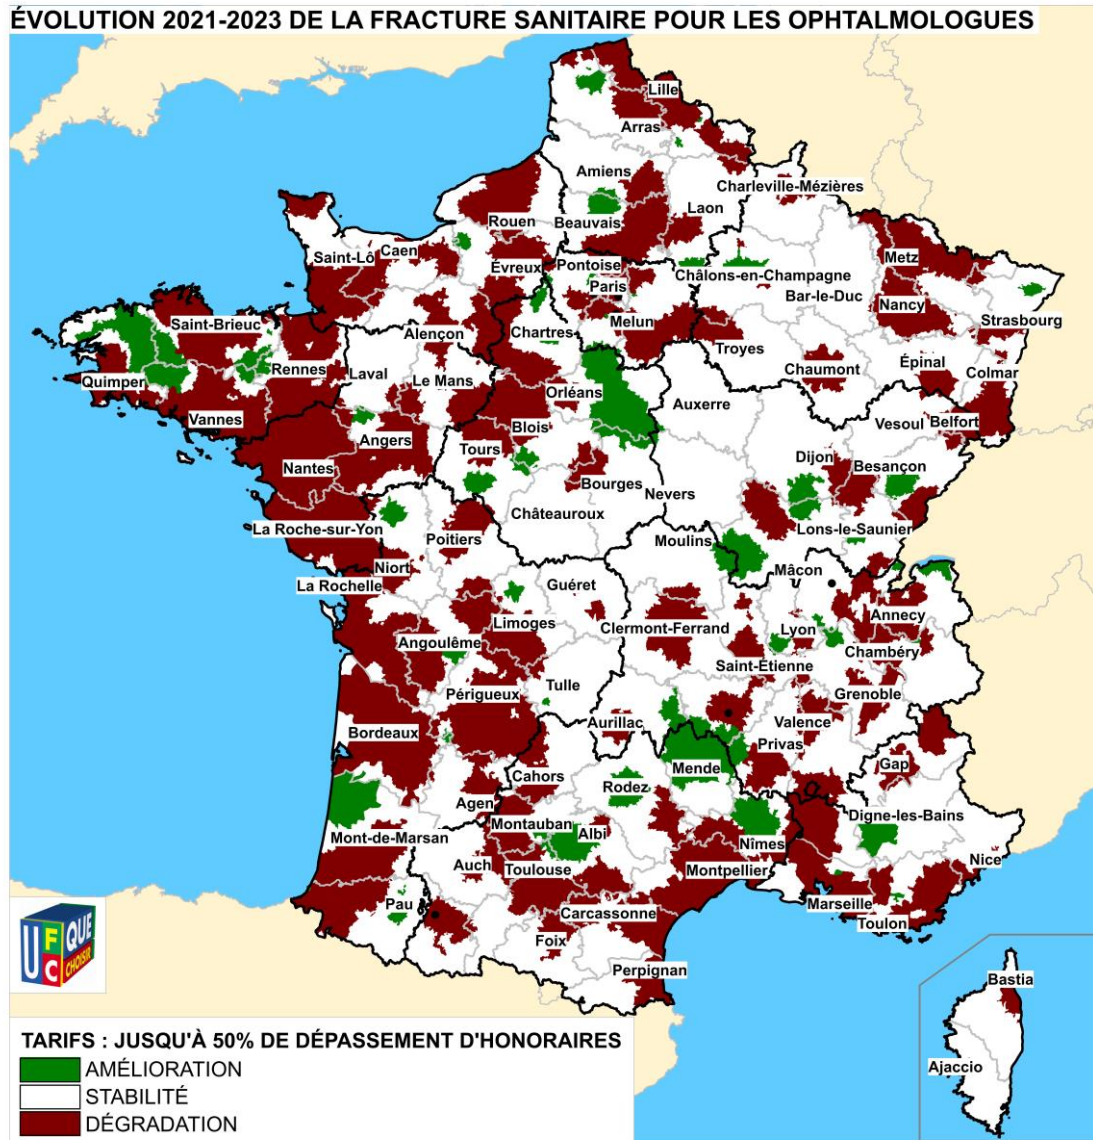 ÉVOLUTION 2021-2023 DE LA FRACTURE SANITAIRE POUR LES OPHTALMOLOGUES
Lille
Arras
Amiens
Charleville-Mézières
Laon
Beauvais
Rouen
Caen
Saint-Lô
Évreux
Pontoise
Paris
Metz
Châlons-en-Champagne
Bar-le-Duc
Nancy
Strasbourg
Saint-Brieuc
Alençon
Chartres
Melun
Troyes
Chaumont
Épinal
Colmar
Quimper
Rennes
Laval
Le Mans
Orléans
Auxerre
Vannes
Angers
Blois
Vesoul
Belfort
Nantes
Tours
Bourges
Dijon
Besançon
Nevers
Châteauroux
La Roche-sur-Yon
Poitiers
Moulins
Lons-le-Saunier
Niort
Mâcon
La Rochelle
Guéret
Limoges
Clermont-Ferrand
Lyon
Annecy
Angoulême
Chambéry
Saint-Étienne
Périgueux
Tulle
Grenoble
Bordeaux
Aurillac
Valence
Privas
Mende
Gap
Cahors
Rodez
Agen
Digne-les-Bains
Mont-de-Marsan
Montauban
Albi
Nîmes
Auch
Toulouse
Montpellier
Nice
Pau
Marseille
Carcassonne
Toulon
Foix
Perpignan
Bastia
Ajaccio
UFC
QUE
CHOISIR
TARIFS : JUSQU'À 50% DE DÉPASSEMENT D'HONORAIRES
AMÉLIORATION
STABILITÉ
DÉGRADATION